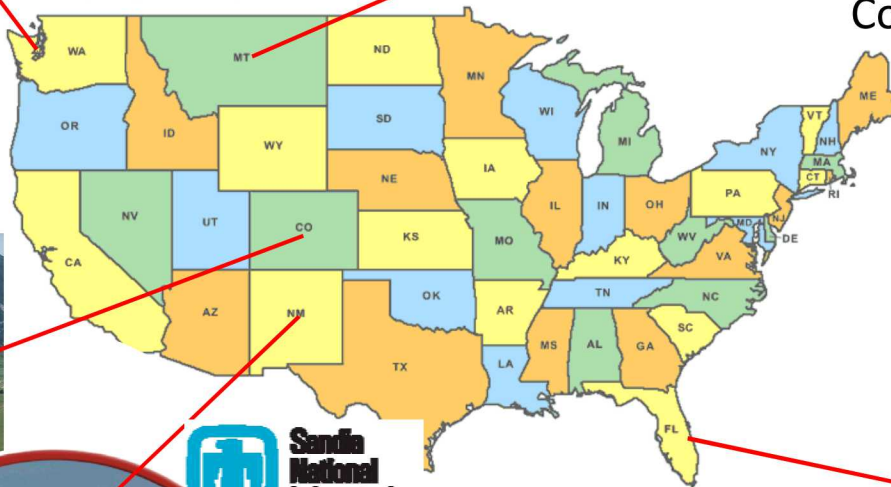 Co
WA
MT
ND
MN
ME
OR
ID
SD
WI
VT
NH
WY
MI
NY
MA
CT
RI
IA
NE
PA
NJ
NV
UT
CO
IL
IN
OH
MD
DE
KS
MO
WV
VA
CA
KY
OK
TN
NC
AZ
NM
AR
SC
TX
MS
AL
GA
LA
FL
Sandia
National